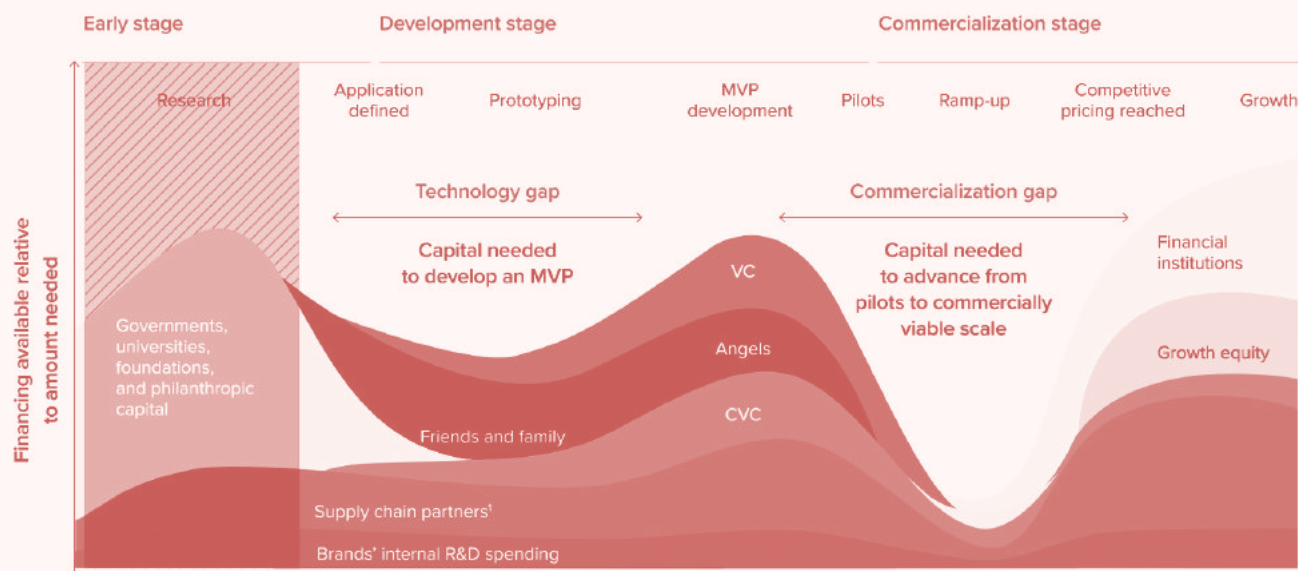 Early stage
Development stage
Commercialization stage
Research
Application
defined
Prototyping
MVP
development
Pilots
Ramp-up
Competitive
pricing reached
Growth
Technology gap
Capital needed
to develop an MVP
Commercialization gap
Capital needed
to advance from
pilots to commercially
viable scale
Financing available relative
to amount needed
Governments,
universities,
foundations,
and philanthropic
capital
VC
Angels
CVC
Friends and family
Supply chain partners¹
Brands' internal R&D spending
Financial
institutions
Growth equity